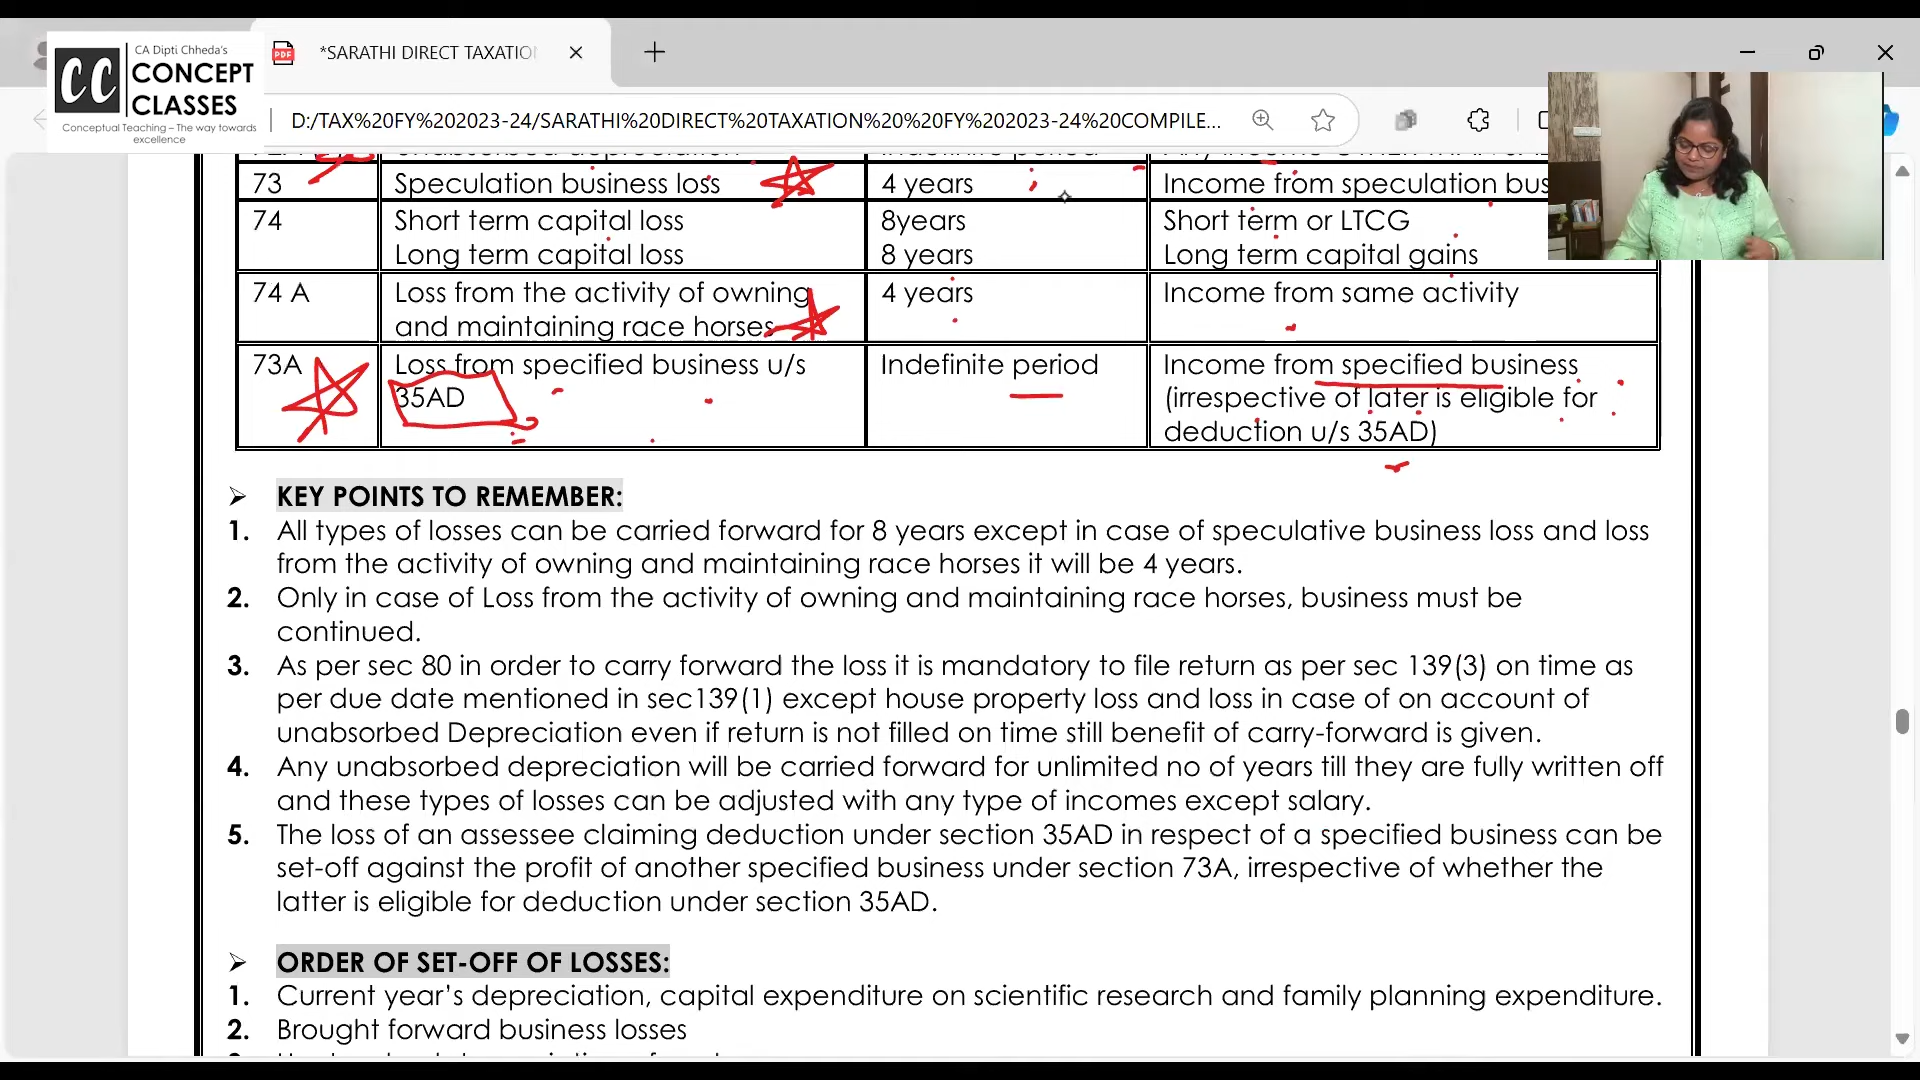 CA Dipti Chheda's
CC CONCEPT
CLASSES
Conceptual Teaching – The way towards
excellence
PDF
*SARATHI DIRECT TAXATIO
D:/TAX%20FY%202023-24/SARATHI%20DIRECT%20TAXATION%20%20FY%202023-24%20COMPILE...
73 Speculation business loss 4 years Income from speculation bus
74 Short term capital loss 8years Short term or LTCG
Long term capital loss 8 years Long term capital gains
74 A Loss from the activity of owning 4 years Income from same activity
and maintaining race horses
73A Loss from specified business u/s Indefinite period Income from specified business
35AD (irrespective of later is eligible for
deduction u/s 35AD)
➢ KEY POINTS TO REMEMBER:
1. All types of losses can be carried forward for 8 years except in case of speculative business loss and loss
from the activity of owning and maintaining race horses it will be 4 years.
2. Only in case of Loss from the activity of owning and maintaining race horses, business must be
continued.
3. As per sec 80 in order to carry forward the loss it is mandatory to file return as per sec 139(3) on time as
per due date mentioned in sec139(1) except house property loss and loss in case of on account of
unabsorbed Depreciation even if return is not filled on time still benefit of carry-forward is given.
4. Any unabsorbed depreciation will be carried forward for unlimited no of years till they are fully written off
and these types of losses can be adjusted with any type of incomes except salary.
5. The loss of an assessee claiming deduction under section 35AD in respect of a specified business can be
set-off against the profit of another specified business under section 73A, irrespective of whether the
latter is eligible for deduction under section 35AD.
➢ ORDER OF SET-OFF OF LOSSES:
1. Current year's depreciation, capital expenditure on scientific research and family planning expenditure.
2. Brought forward business losses